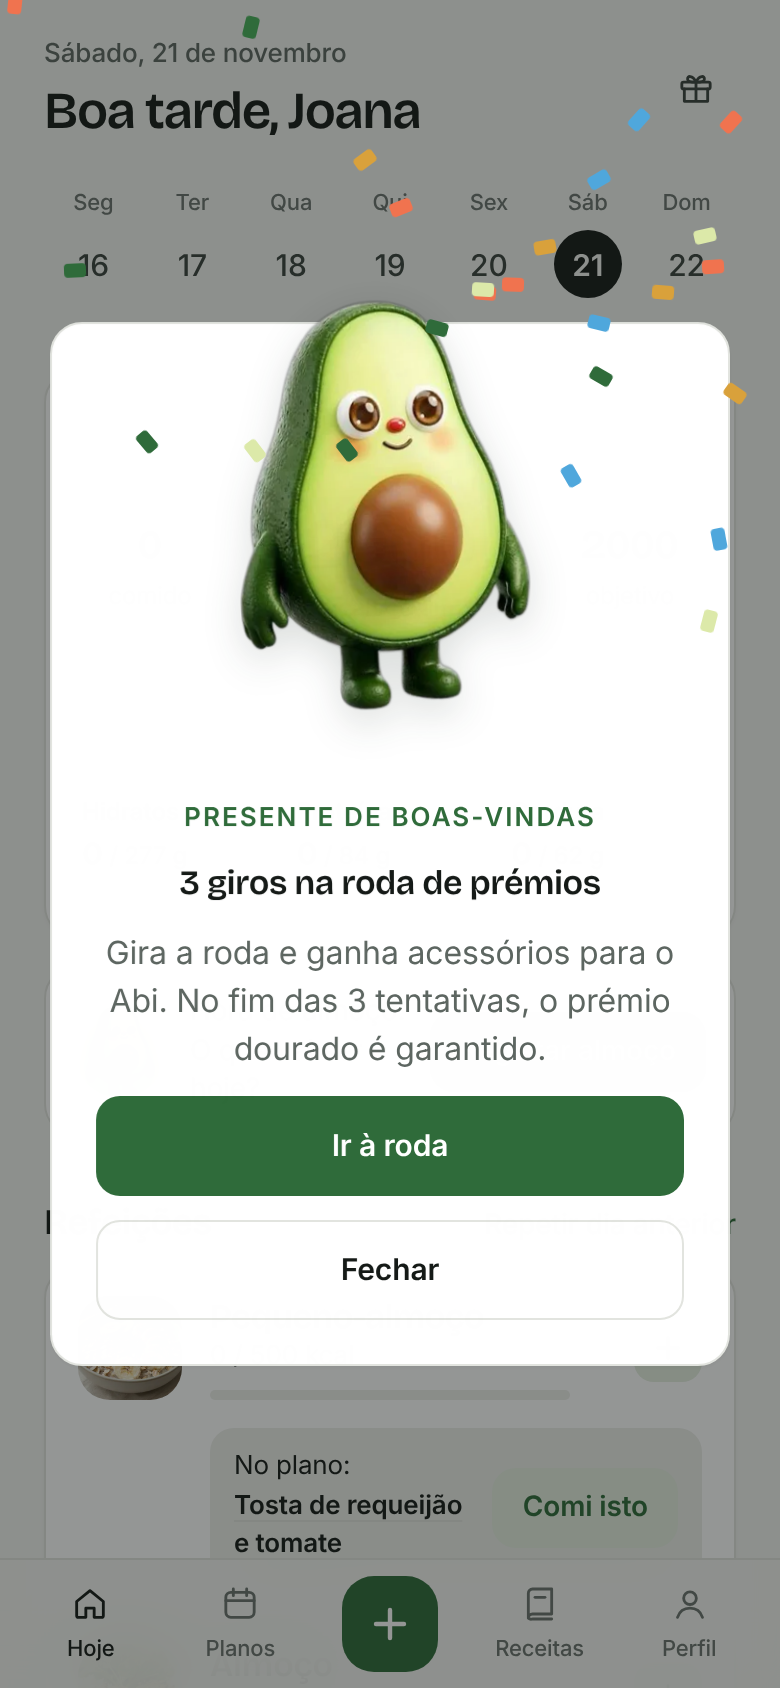 Sábado, 21 de novembro
Boa tarde, Joana
Seg Ter Qua Sex Sáb Dom
16 17 18 19 20 21 22
PRESENTE DE BOAS-VINDAS
3 giros na roda de prémios
Gira a roda e ganha acessórios para o
Abi. No fim das 3 tentativas, o prémio
dourado é garantido.
Ir à roda
Fechar
No plano:
Tosta de requeijão
e tomate
Comi isto
Almoço
Hoje Planos Receitas Perfil